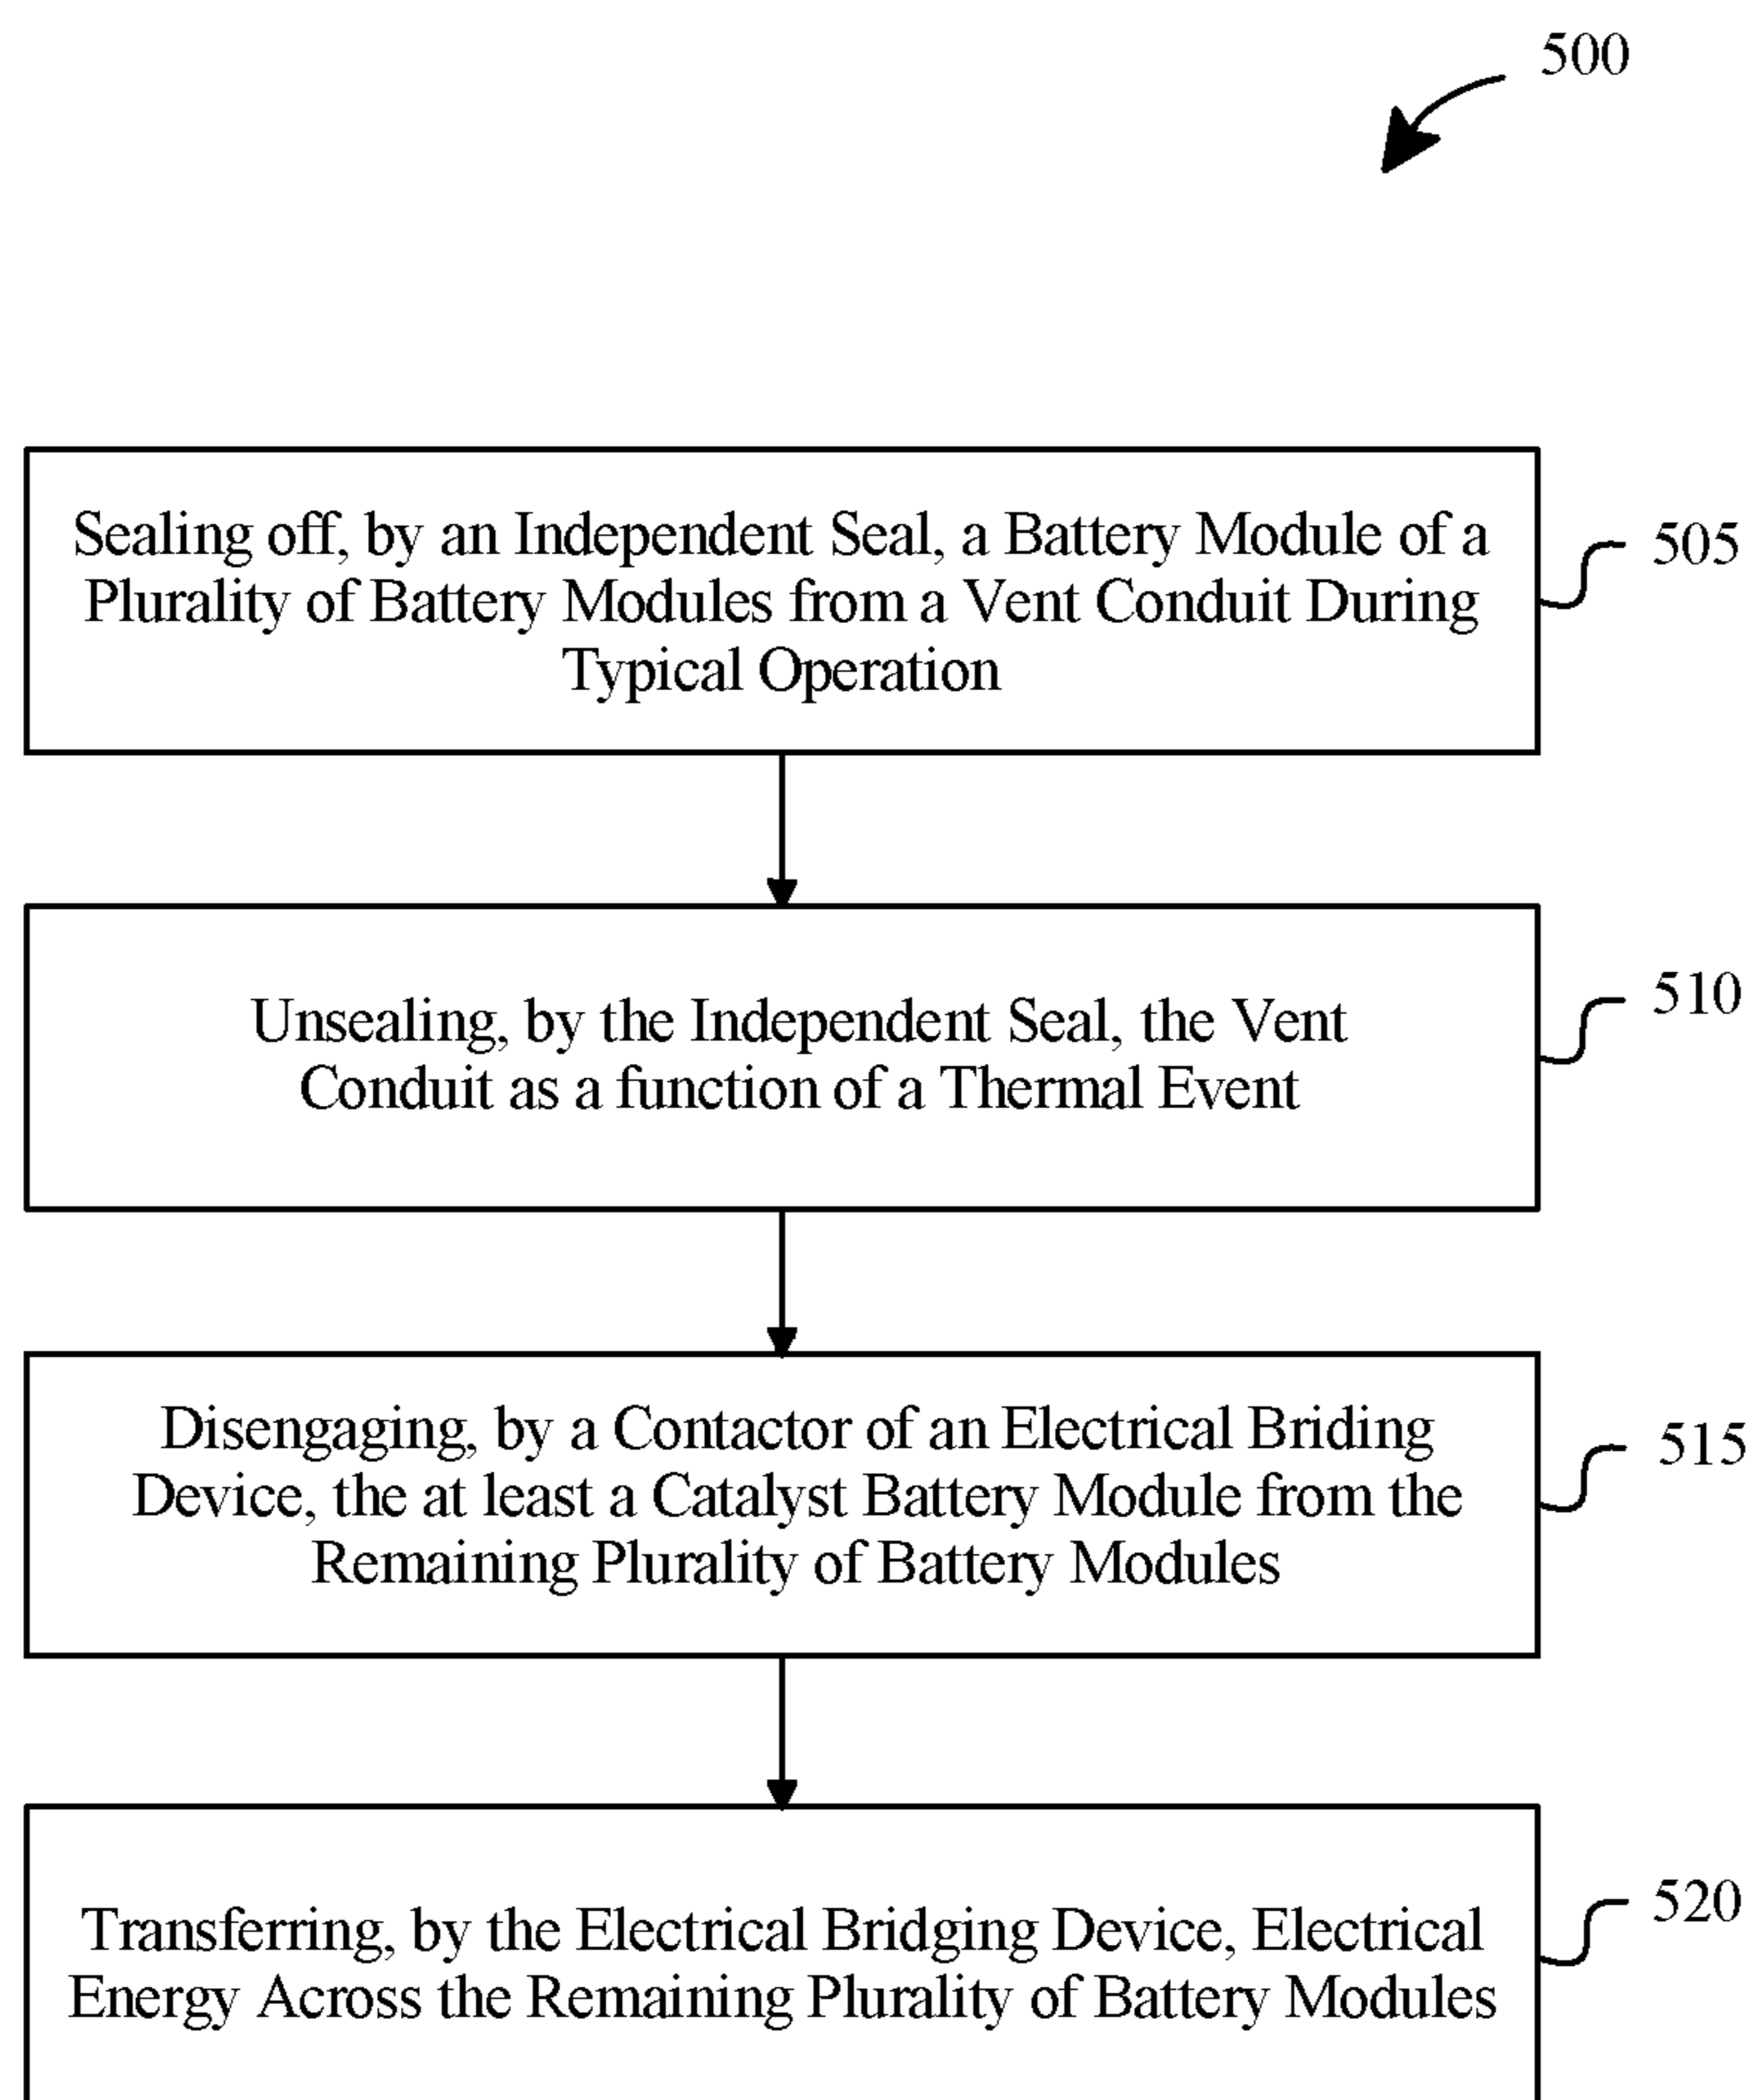 500
Sealing off, by an Independent Seal, a Battery Module of a
Plurality of Battery Modules from a Vent Conduit During
Typical Operation
505
Unsealing, by the Independent Seal, the Vent
Conduit as a function of a Thermal Event
510
Disengaging, by a Contactor of an Electrical Briding
Device, the at least a Catalyst Battery Module from the
Remaining Plurality of Battery Modules
515
Transferring, by the Electrical Bridging Device, Electrical
Energy Across the Remaining Plurality of Battery Modules
520